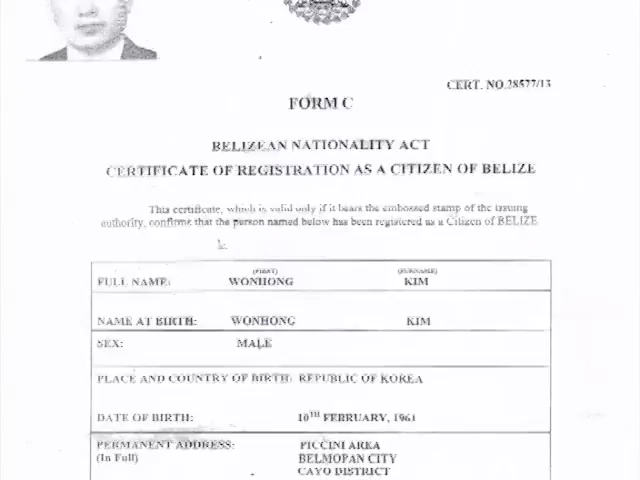 CERT. NO.28577/13
FORM C
BELIZEAN NATIONALITY ACT
CERTIFICATE OF REGISTRATION AS A CITIZEN OF BELIZE
This certificate, which is valid only if it bears the embossed stamp of the issuing
authority, confirms that the person named below has been registered as a Citizen of BELIZE
(FIRST) (SURNAME)
FULL NAME: WONHONG KIM
NAME AT BIRTH: WONHONG KIM
SEX: MALE
PLACE AND COUNTRY OF BIRTH: REPUBLIC OF KOREA
DATE OF BIRTH: 10TH FEBRUARY, 1961
PERMANENT ADDRESS: PICCINI AREA
(In Full) BELMOPAN CITY
CAYO DISTRICT